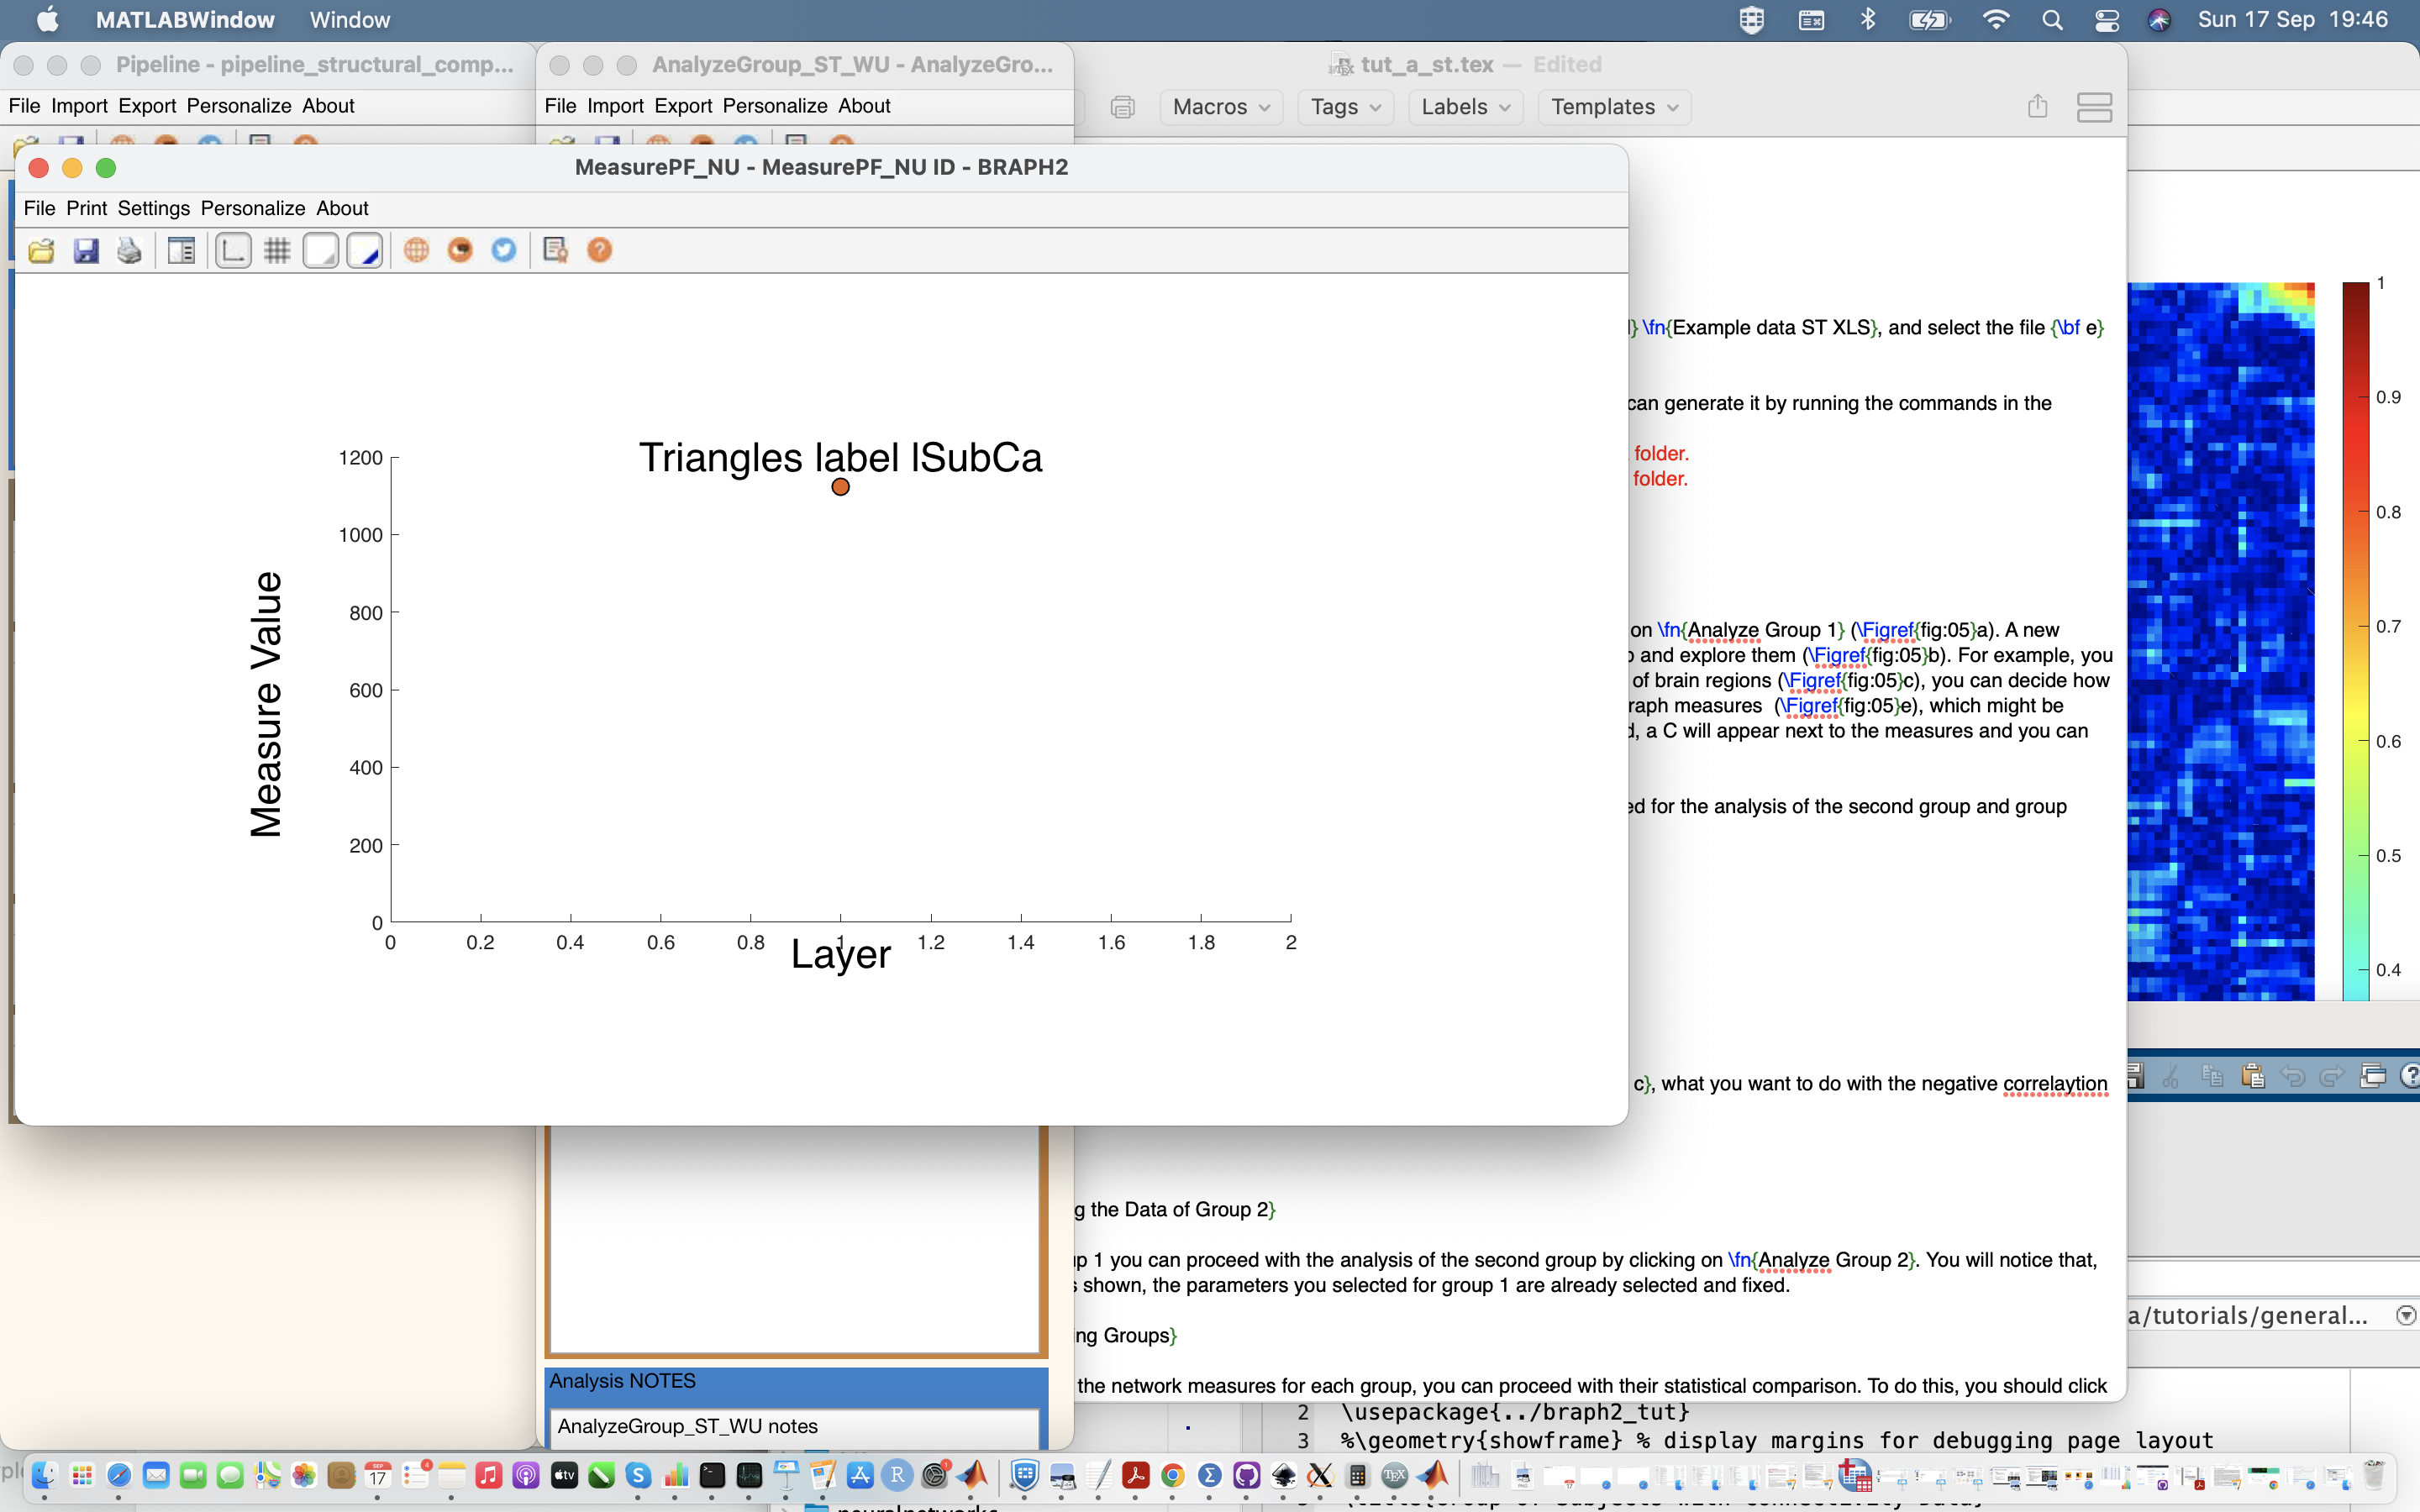 MATLABWindow Window
Sun 17 Sep 19:46
Pipeline - pipeline_structural_comp...
AnalyzeGroup_ST_WU - AnalyzeGro...
tut_a_st.tex — Edited
File Import Export Personalize About
File Import Export Personalize About
Macros Tags Labels Templates
MeasurePF_NU - MeasurePF_NU ID - BRAPH2
File Print Settings Personalize About
Triangles label lSubCa
Measure Value
1200
1000
800
600
400
200
0
0 0.2 0.4 0.6 0.8 1 1.2 1.4 1.6 1.8 2
Layer
} \fn{Example data ST XLS}, and select the file {\bf e}
can generate it by running the commands in the
folder.
folder.
on \fn{Analyze Group 1} (\Figref{fig:05}a). A new
and explore them (\Figref{fig:05}b). For example, you
of brain regions (\Figref{fig:05}c), you can decide how
raph measures (\Figref{fig:05}e), which might be
d, a C will appear next to the measures and you can
ed for the analysis of the second group and group
c}, what you want to do with the negative correlaytion
g the Data of Group 2}
up 1 you can proceed with the analysis of the second group by clicking on \fn{Analyze Group 2}. You will notice that,
s shown, the parameters you selected for group 1 are already selected and fixed.
ing Groups}
the network measures for each group, you can proceed with their statistical comparison. To do this, you should click
1
0.9
0.8
0.7
0.6
0.5
0.4
a/tutorials/general...
Analysis NOTES
AnalyzeGroup_ST_WU notes
2 \usepackage{../braph2_tut}
3 %\geometry{showframe} % display margins for debugging page layout
SEP
17
4
tv
R
1
TEX